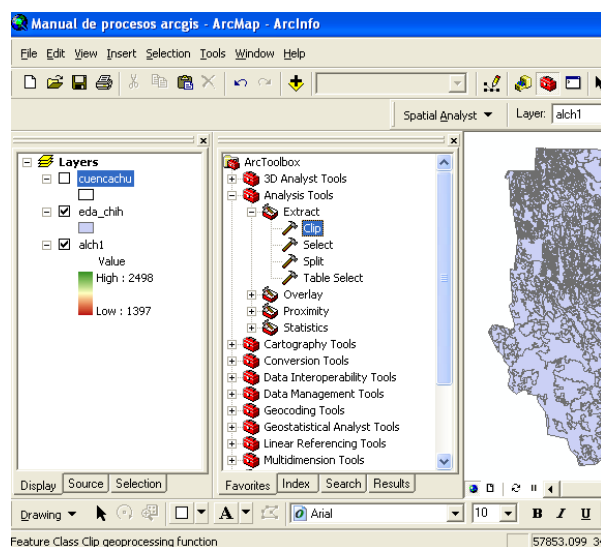 Manual de procesos arcgis - ArcMap - ArcInfo
File Edit View Insert Selection Tools Window Help
Spatial Analyst Layer: alch1
Layers
cuencachu
eda_chih
alch1
Value
High : 2498
Low : 1397
Display Source Selection
ArcToolbox
3D Analyst Tools
Analysis Tools
Extract
Clip
Select
Split
Table Select
Overlay
Proximity
Statistics
Cartography Tools
Conversion Tools
Data Interoperability Tools
Data Management Tools
Geocoding Tools
Geostatistical Analyst Tools
Linear Referencing Tools
Multidimension Tools
Favorites Index Search Results
Drawing A Arial 10 B I U
Feature Class Clip geoprocessing function
57853.099